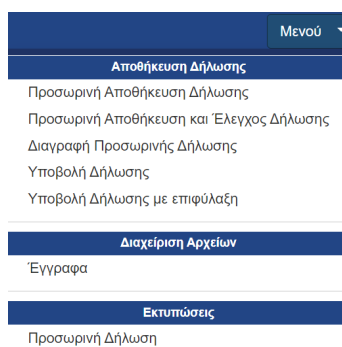 Μενού
Αποθήκευση Δήλωσης
Προσωρινή Αποθήκευση Δήλωσης
Προσωρινή Αποθήκευση και Έλεγχος Δήλωσης
Διαγραφή Προσωρινής Δήλωσης
Υποβολή Δήλωσης
Υποβολή Δήλωσης με επιφύλαξη
Διαχείριση Αρχείων
Έγγραφα
Εκτυπώσεις
Προσωρινή Δήλωση